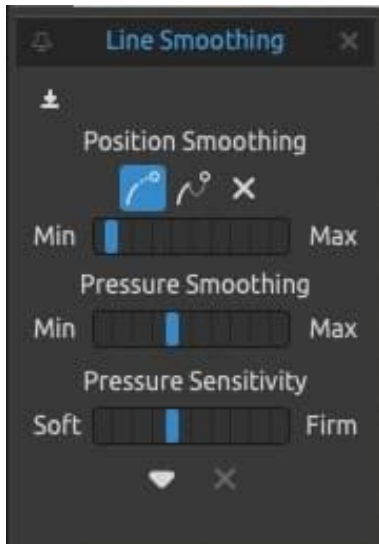 Line Smoothing
Position Smoothing
Min Max
Pressure Smoothing
Min Max
Pressure Sensitivity
Soft Firm